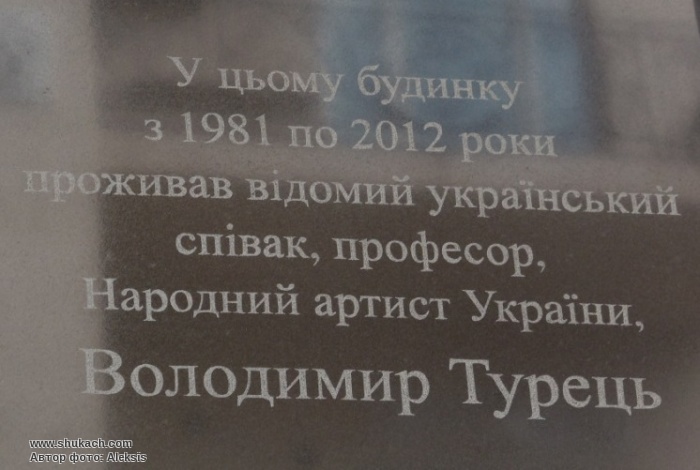 У цьому будинку
з 1981 по 2012 роки
проживав відомий український
співак, професор,
Народний артист України,
Володимир Турець
www.shukach.com
Автор фото: Aleksis